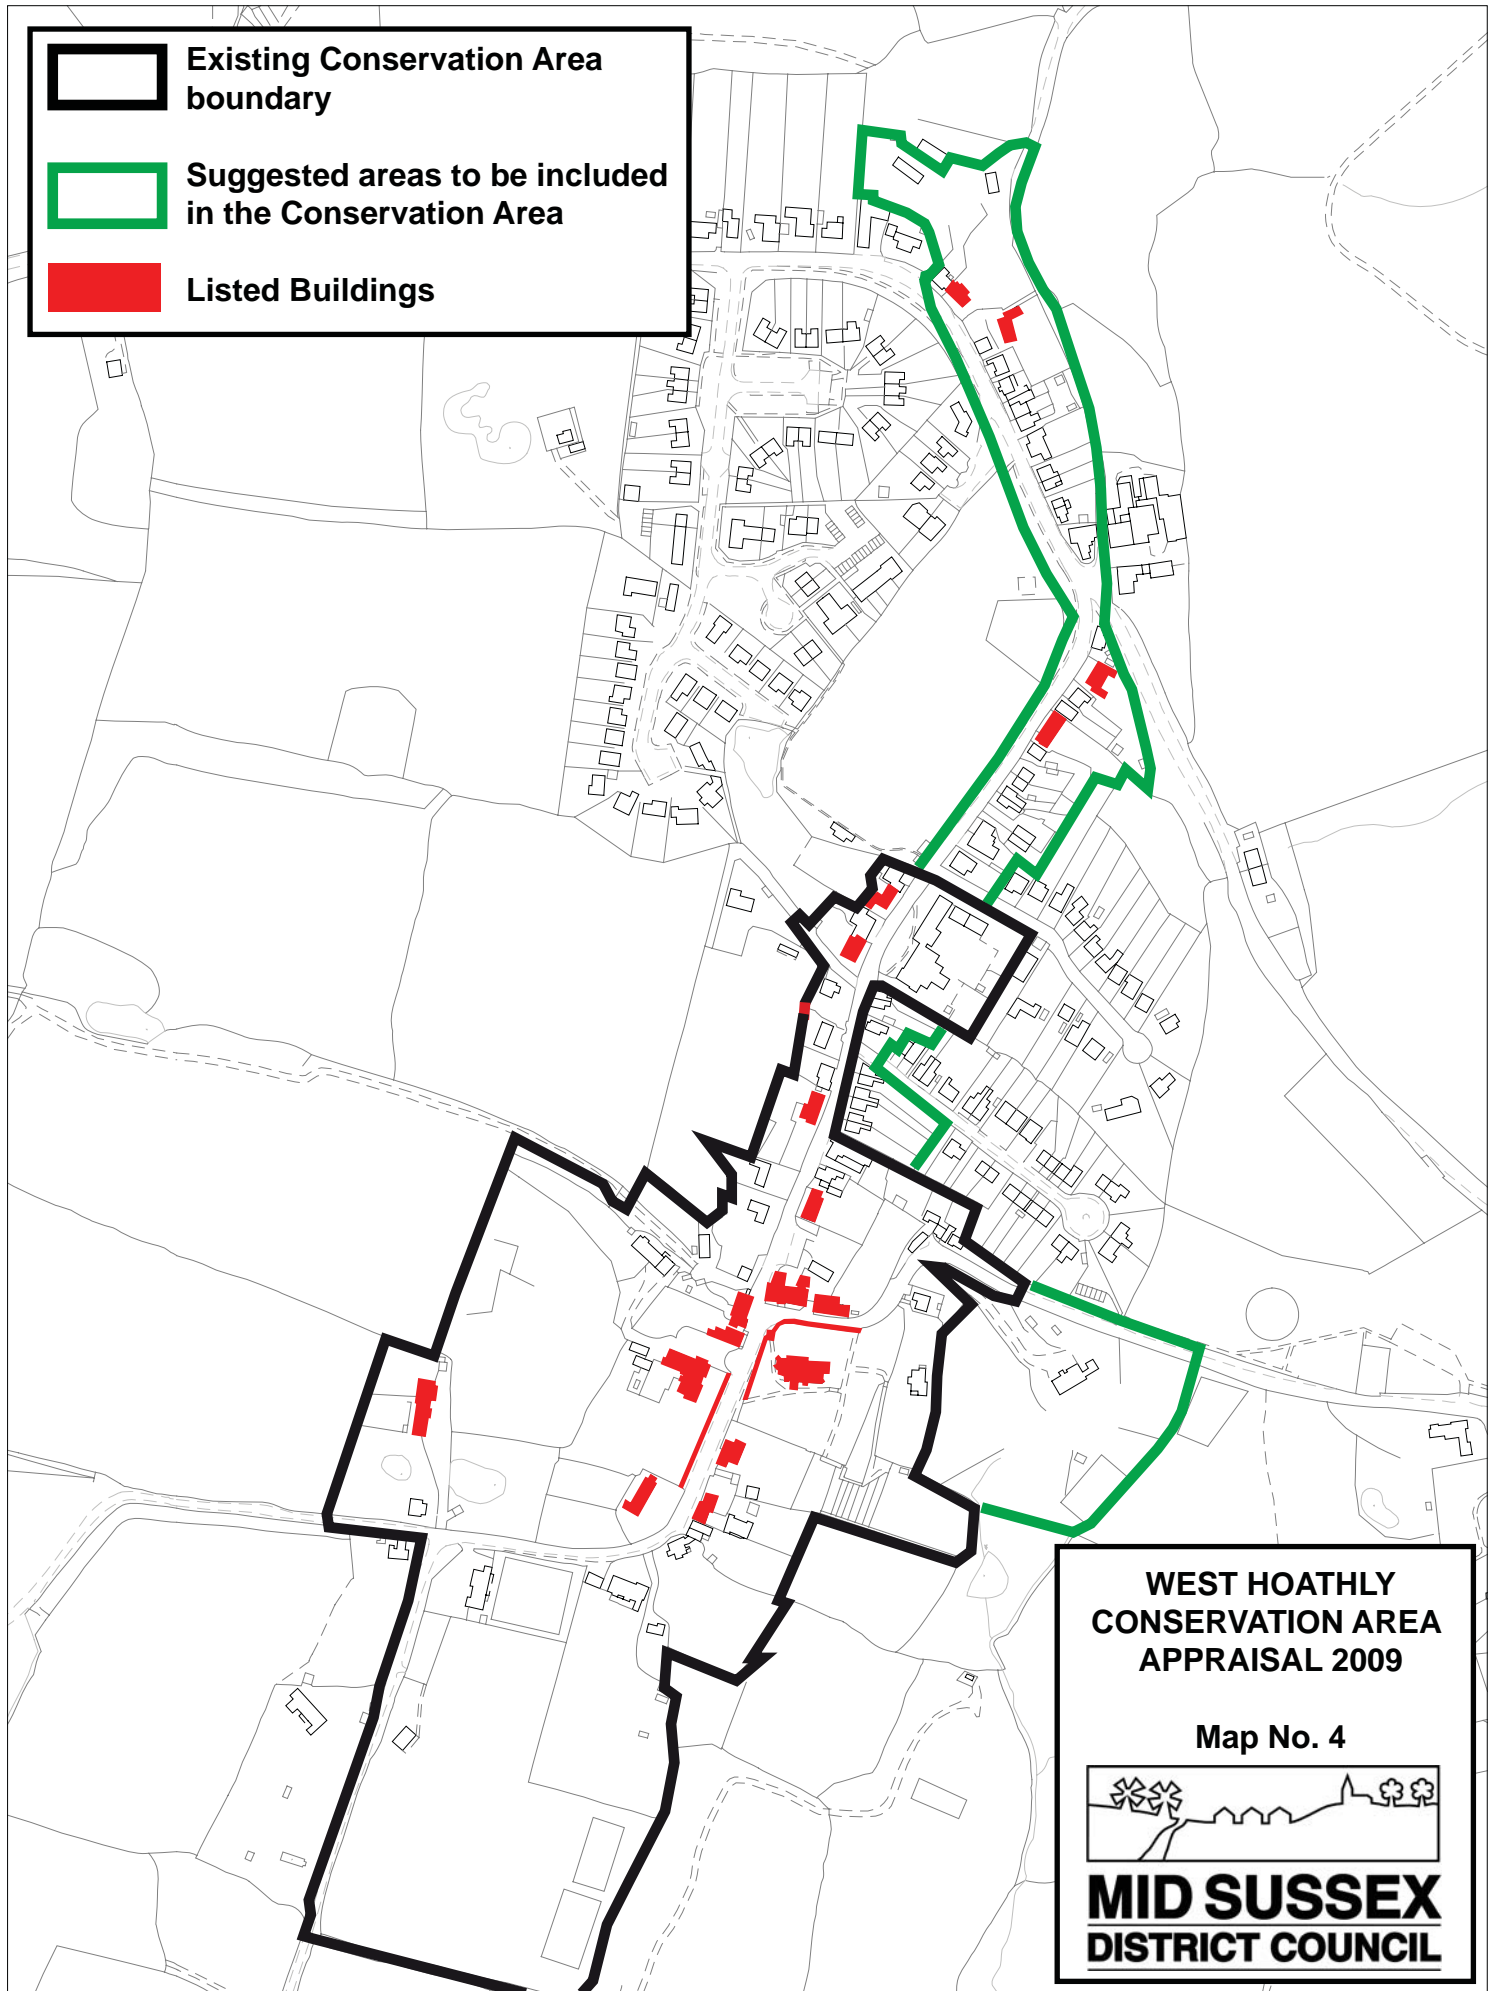 Existing Conservation Area
boundary
Suggested areas to be included
in the Conservation Area
Listed Buildings
WEST HOATHLY
CONSERVATION AREA
APPRAISAL 2009
Map No. 4
MID SUSSEX
DISTRICT COUNCIL